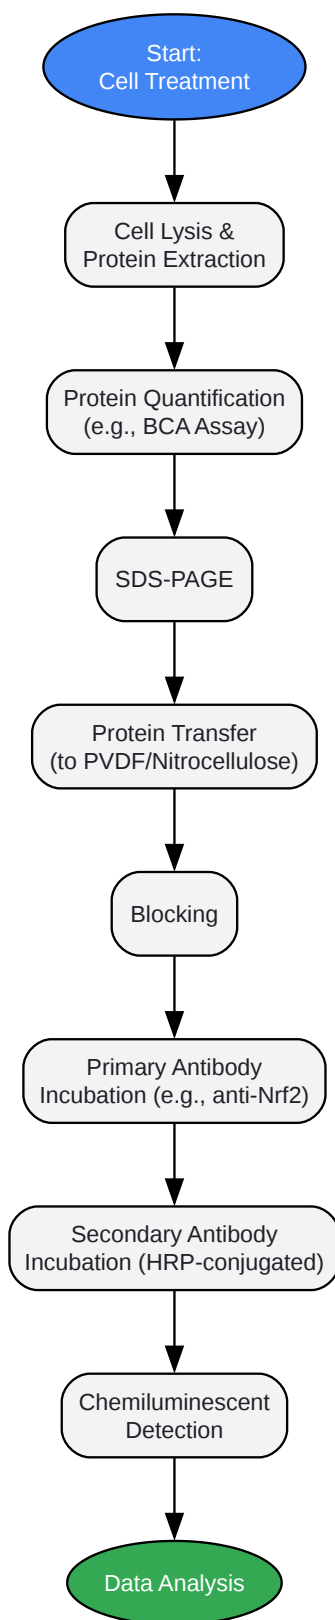 Start:
Cell Treatment
Cell Lysis &
Protein Extraction
Protein Quantification
(e.g., BCA Assay)
SDS-PAGE
Protein Transfer
(to PVDF/Nitrocellulose)
Blocking
Primary Antibody
Incubation (e.g., anti-Nrf2)
Secondary Antibody
Incubation (HRP-conjugated)
Chemiluminescent
Detection
Data Analysis